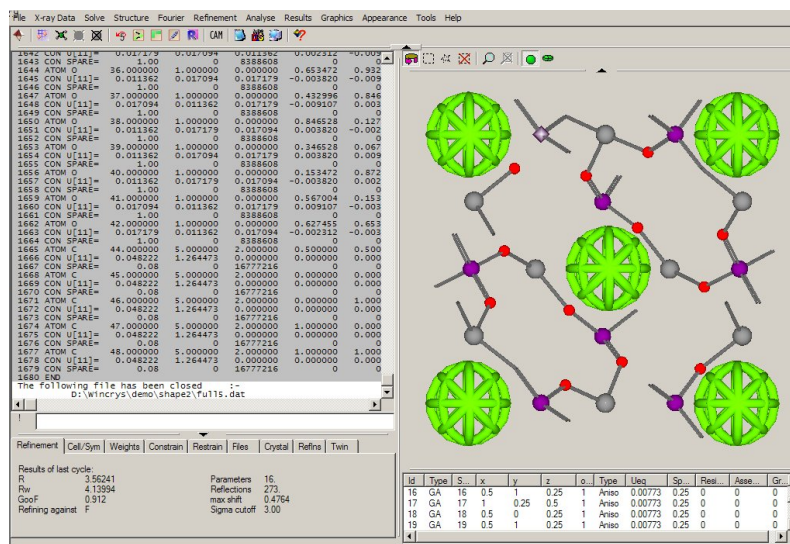 File X-ray Data Solve Structure Fourier Refinement Analyse Results Graphics Appearance Tools Help
CAM
1642 CON U[11]= 0.017179 0.017094 0.011362 0.002312 -0.009
1643 CON SPARE= 1.00 0 8388608 0 0
1644 ATOM O 36.000000 1.000000 0.000000 0.653472 0.932
1645 CON U[11]= 0.011362 0.017094 0.017179 -0.003820 -0.009
1646 CON SPARE= 1.00 0 8388608 0 0
1647 ATOM O 37.000000 1.000000 0.000000 0.432996 0.846
1648 CON U[11]= 0.017094 0.011362 0.017179 -0.009107 0.003
1649 CON SPARE= 1.00 0 8388608 0 0
1650 ATOM O 38.000000 1.000000 0.000000 0.846528 0.127
1651 CON U[11]= 0.011362 0.017179 0.017094 0.003820 -0.002
1652 CON SPARE= 1.00 0 8388608 0 0
1653 ATOM O 39.000000 1.000000 0.000000 0.346528 0.067
1654 CON U[11]= 0.011362 0.017094 0.017179 0.003820 0.009
1655 CON SPARE= 1.00 0 8388608 0 0
1656 ATOM O 40.000000 1.000000 0.000000 0.153472 0.872
1657 CON U[11]= 0.011362 0.017179 0.017094 -0.003820 0.002
1658 CON SPARE= 1.00 0 8388608 0 0
1659 ATOM O 41.000000 1.000000 0.000000 0.567004 0.153
1660 CON U[11]= 0.017094 0.011362 0.017179 0.009107 -0.003
1661 CON SPARE= 1.00 0 8388608 0 0
1662 ATOM O 42.000000 1.000000 0.000000 0.627455 0.653
1663 CON U[11]= 0.017179 0.011362 0.017094 -0.002312 -0.003
1664 CON SPARE= 1.00 0 8388608 0 0
1665 ATOM C 44.000000 5.000000 2.000000 0.500000 0.500
1666 CON U[11]= 0.048222 1.264473 0.000000 0.000000 0.000
1667 CON SPARE= 0.08 0 16777216 0 0
1668 ATOM C 45.000000 5.000000 2.000000 0.000000 0.000
1669 CON U[11]= 0.048222 1.264473 0.000000 0.000000 0.000
1670 CON SPARE= 0.08 0 16777216 0 0
1671 ATOM C 46.000000 5.000000 2.000000 0.000000 1.000
1672 CON U[11]= 0.048222 1.264473 0.000000 0.000000 0.000
1673 CON SPARE= 0.08 0 16777216 0 0
1674 ATOM C 47.000000 5.000000 2.000000 1.000000 0.000
1675 CON U[11]= 0.048222 1.264473 0.000000 0.000000 0.000
1676 CON SPARE= 0.08 0 16777216 0 0
1677 ATOM C 48.000000 5.000000 2.000000 1.000000 1.000
1678 CON U[11]= 0.048222 1.264473 0.000000 0.000000 0.000
1679 CON SPARE= 0.08 0 16777216 0 0
1680 END
The following file has been closed :-
D:\Wincrys\demo\shape2\full5.dat
!
Refinement Cell/Sym Weights Constrain Restrain Files Crystal Reflns Twin
Results of last cycle:
R 3.56241 Parameters 16.
Rw 4.13994 Reflections 273.
GooF 0.912 max shift 0.4764
Refining against F Sigma cutoff 3.00
Id Type S... x y z o... Type Ueq Sp... Resi... Asse... Gr...
16 GA 16 0.5 1 0.25 1 Aniso 0.00773 0.25 0 0 0
17 GA 17 1 0.25 0.5 1 Aniso 0.00773 0.25 0 0 0
18 GA 18 0.5 0 0.25 1 Aniso 0.00773 0.25 0 0 0
19 GA 19 0.5 1 0.25 1 Aniso 0.00773 0.25 0 0 0